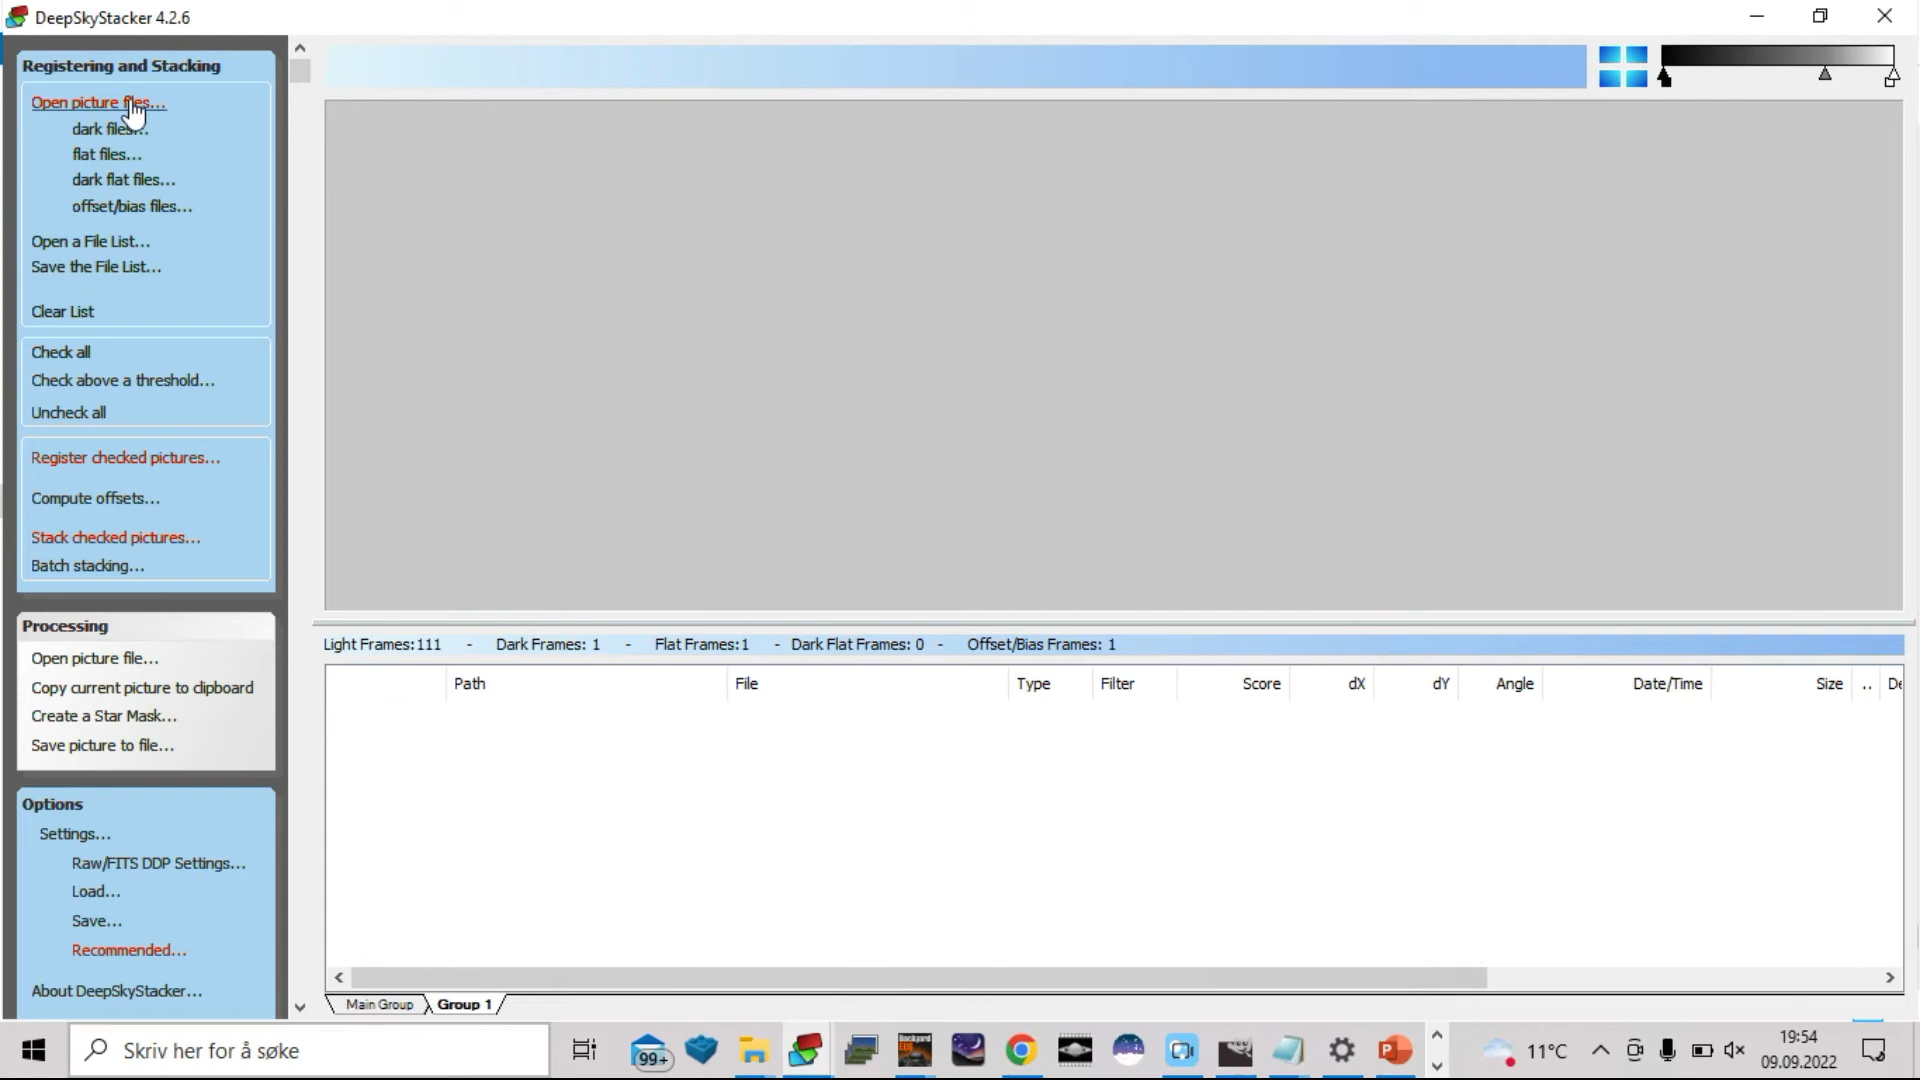 DeepSkyStacker 4.2.6
Registering and Stacking
Open picture files...
dark files...
flat files...
dark flat files...
offset/bias files...
Open a File List...
Save the File List...
Clear List
Check all
Check above a threshold...
Uncheck all
Register checked pictures...
Compute offsets...
Stack checked pictures...
Batch stacking...
Processing
Open picture file...
Copy current picture to clipboard
Create a Star Mask...
Save picture to file...
Options
Settings...
Raw/FITS DDP Settings...
Load...
Save...
Recommended...
About DeepSkyStacker...
Light Frames:111 - Dark Frames: 1 - Flat Frames:1 - Dark Flat Frames: 0 - Offset/Bias Frames: 1
Path File Type Filter Score dX dY Angle Date/Time Size .. De
Main Group Group 1
Skriv her for å søke
99+
11°C
19:54
09.09.2022